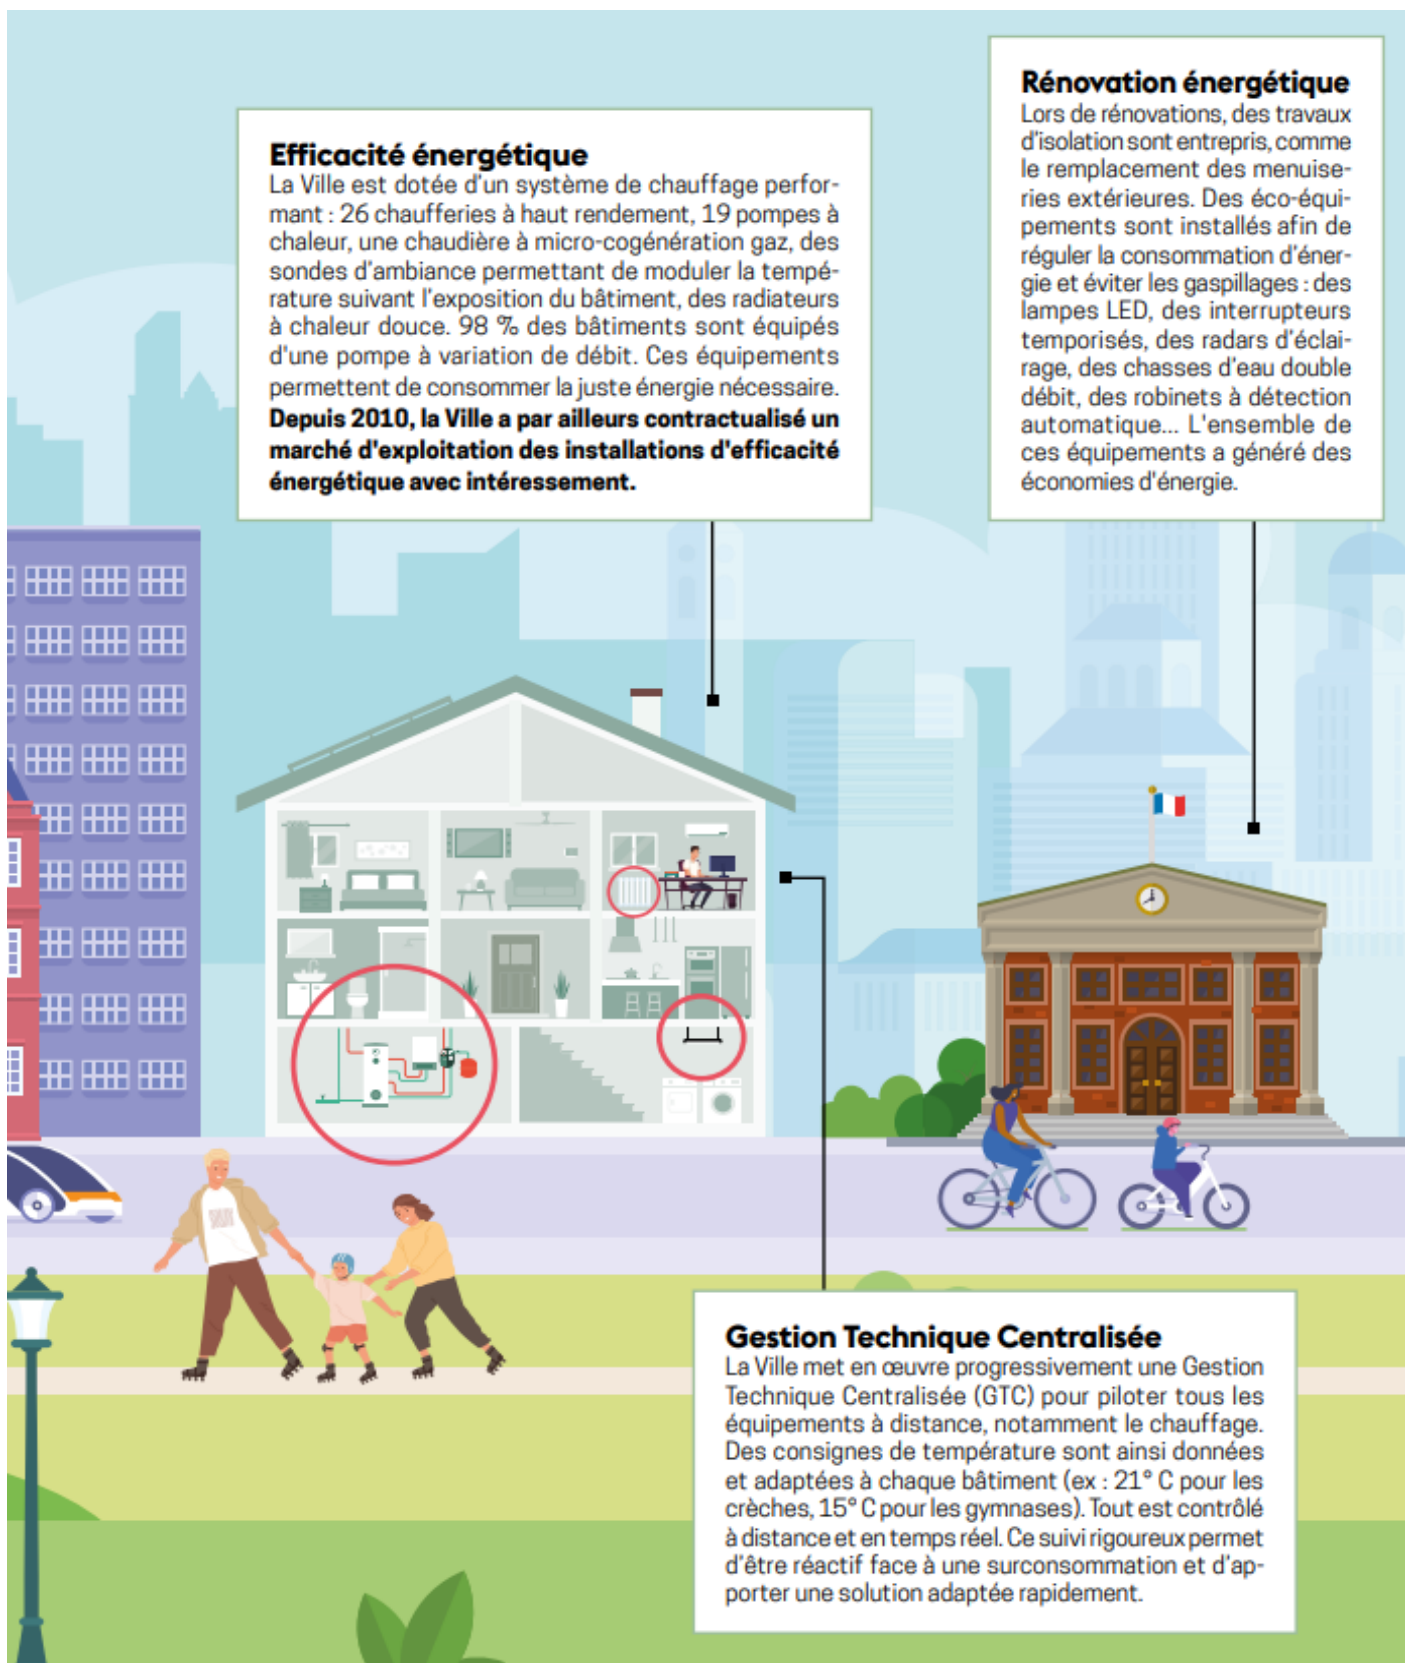 Efficacité énergétique
La Ville est dotée d'un système de chauffage perfor-
mant : 26 chaufferies à haut rendement, 19 pompes à
chaleur, une chaudière à micro-cogénération gaz, des
sondes d'ambiance permettant de moduler la tempé-
rature suivant l'exposition du bâtiment, des radiateurs
à chaleur douce. 98 % des bâtiments sont équipés
d'une pompe à variation de débit. Ces équipements
permettent de consommer la juste énergie nécessaire.
Depuis 2010, la Ville a par ailleurs contractualisé un
marché d'exploitation des installations d'efficacité
énergétique avec intéressement.
Rénovation énergétique
Lors de rénovations, des travaux
d'isolation sont entrepris, comme
le remplacement des menuise-
ries extérieures. Des éco-équi-
pements sont installés afin de
réguler la consommation d'éner-
gie et éviter les gaspillages : des
lampes LED, des interrupteurs
temporisés, des radars d'éclai-
rage, des chasses d'eau double
débit, des robinets à détection
automatique... L'ensemble de
ces équipements a généré des
économies d'énergie.
Gestion Technique Centralisée
La Ville met en œuvre progressivement une Gestion
Technique Centralisée (GTC) pour piloter tous les
équipements à distance, notamment le chauffage.
Des consignes de température sont ainsi données
et adaptées à chaque bâtiment (ex : 21° C pour les
crèches, 15° C pour les gymnases). Tout est contrôlé
à distance et en temps réel. Ce suivi rigoureux permet
d'être réactif face à une surconsommation et d'ap-
porter une solution adaptée rapidement.